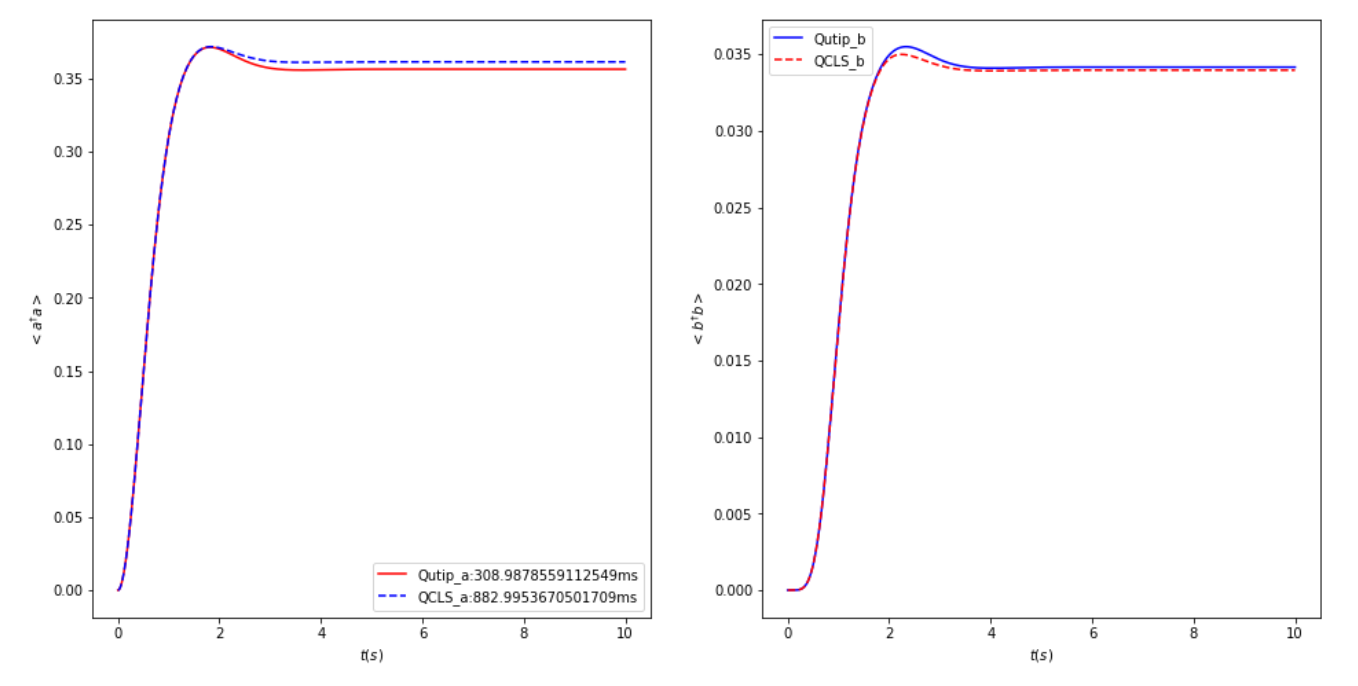 0.35
0.30
0.25
0.20
0.15
0.10
0.05
0.00
< a†a >
0 2 4 6 8 10
t(s)
Qutip_a:308.9878559112549ms
QCLS_a:882.9953670501709ms
0.035
0.030
0.025
0.020
0.015
0.010
0.005
0.000
< b†b >
0 2 4 6 8 10
t(s)
Qutip_b
QCLS_b